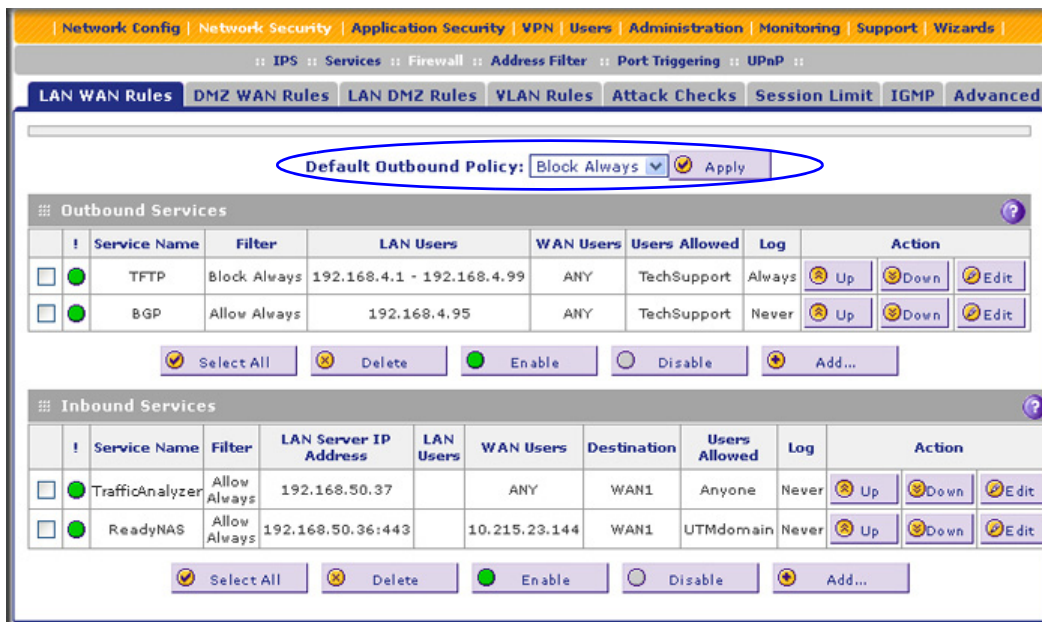 | Network Config | Network Security | Application Security | VPN | Users | Administration | Monitoring | Support | Wizards |
:: IPS :: Services :: Firewall :: Address Filter :: Port Triggering :: UPnP ::
LAN WAN Rules DMZ WAN Rules LAN DMZ Rules VLAN Rules Attack Checks Session Limit IGMP Advanced
Default Outbound Policy: Block Always Apply
Outbound Services ?
! Service Name Filter LAN Users WAN Users Users Allowed Log Action
TFTP Block Always 192.168.4.1 - 192.168.4.99 ANY TechSupport Always Up Down Edit
BGP Allow Always 192.168.4.95 ANY TechSupport Never Up Down Edit
Select All Delete Enable Disable Add...
Inbound Services ?
! Service Name Filter LAN Server IP Address LAN Users WAN Users Destination Users Allowed Log Action
TrafficAnalyzer Allow Always 192.168.50.37 ANY WAN1 Anyone Never Up Down Edit
ReadyNAS Allow Always 192.168.50.36:443 10.215.23.144 WAN1 UTMdomain Never Up Down Edit
Select All Delete Enable Disable Add...